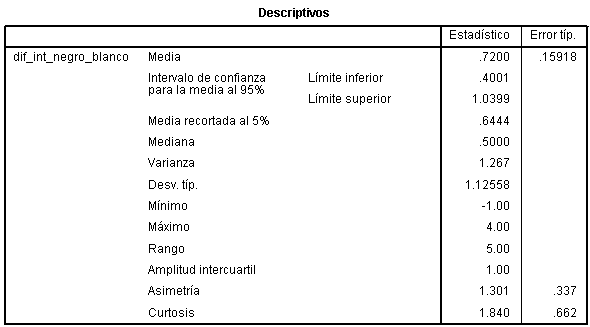 Descriptivos
Estadístico Error típ.
dif_int_negro_blanco Media .7200 .15918
Intervalo de confianza para la media al 95% Límite inferior .4001
Límite superior 1.0399
Media recortada al 5% .6444
Mediana .5000
Varianza 1.267
Desv. típ. 1.12558
Mínimo -1.00
Máximo 4.00
Rango 5.00
Amplitud intercuartil 1.00
Asimetría 1.301 .337
Curtosis 1.840 .662